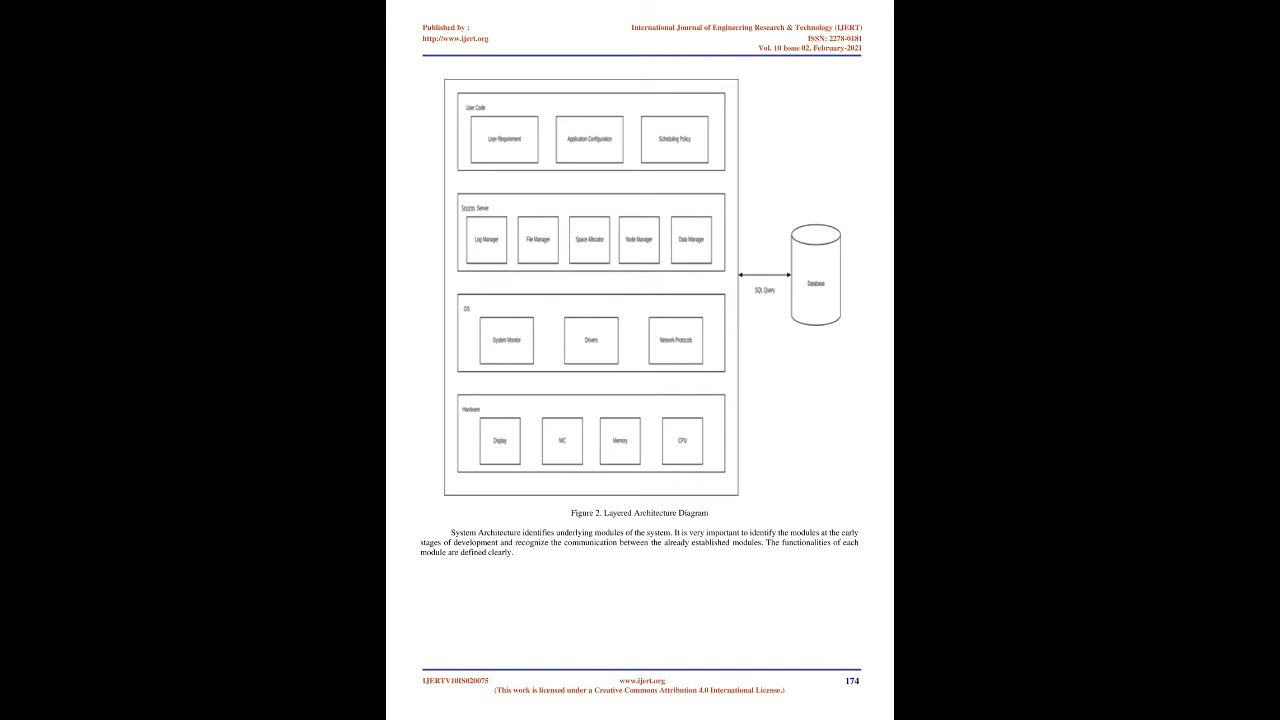 Published by :
International Journal of Engineering Research & Technology (IJERT)
http://www.ijert.org
ISSN: 2278-0181
Vol. 10 Issue 02, February-2021
User Code
User Requirement
Application Configuration
Scheduling Policy
Storm Server
Log Manager
File Manager
Space Allocator
Node Manager
Data Manager
SQL Query
Database
OS
System Monitor
Drivers
Network Protocols
Hardware
Display
NIC
Memory
CPU
Figure 2. Layered Architecture Diagram
System Architecture identifies underlying modules of the system. It is very important to identify the modules at the early
stages of development and recognize the communication between the already established modules. The functionalities of each
module are defined clearly.
IJERTV10IS020075
www.ijert.org
174
(This work is licensed under a Creative Commons Attribution 4.0 International License.)